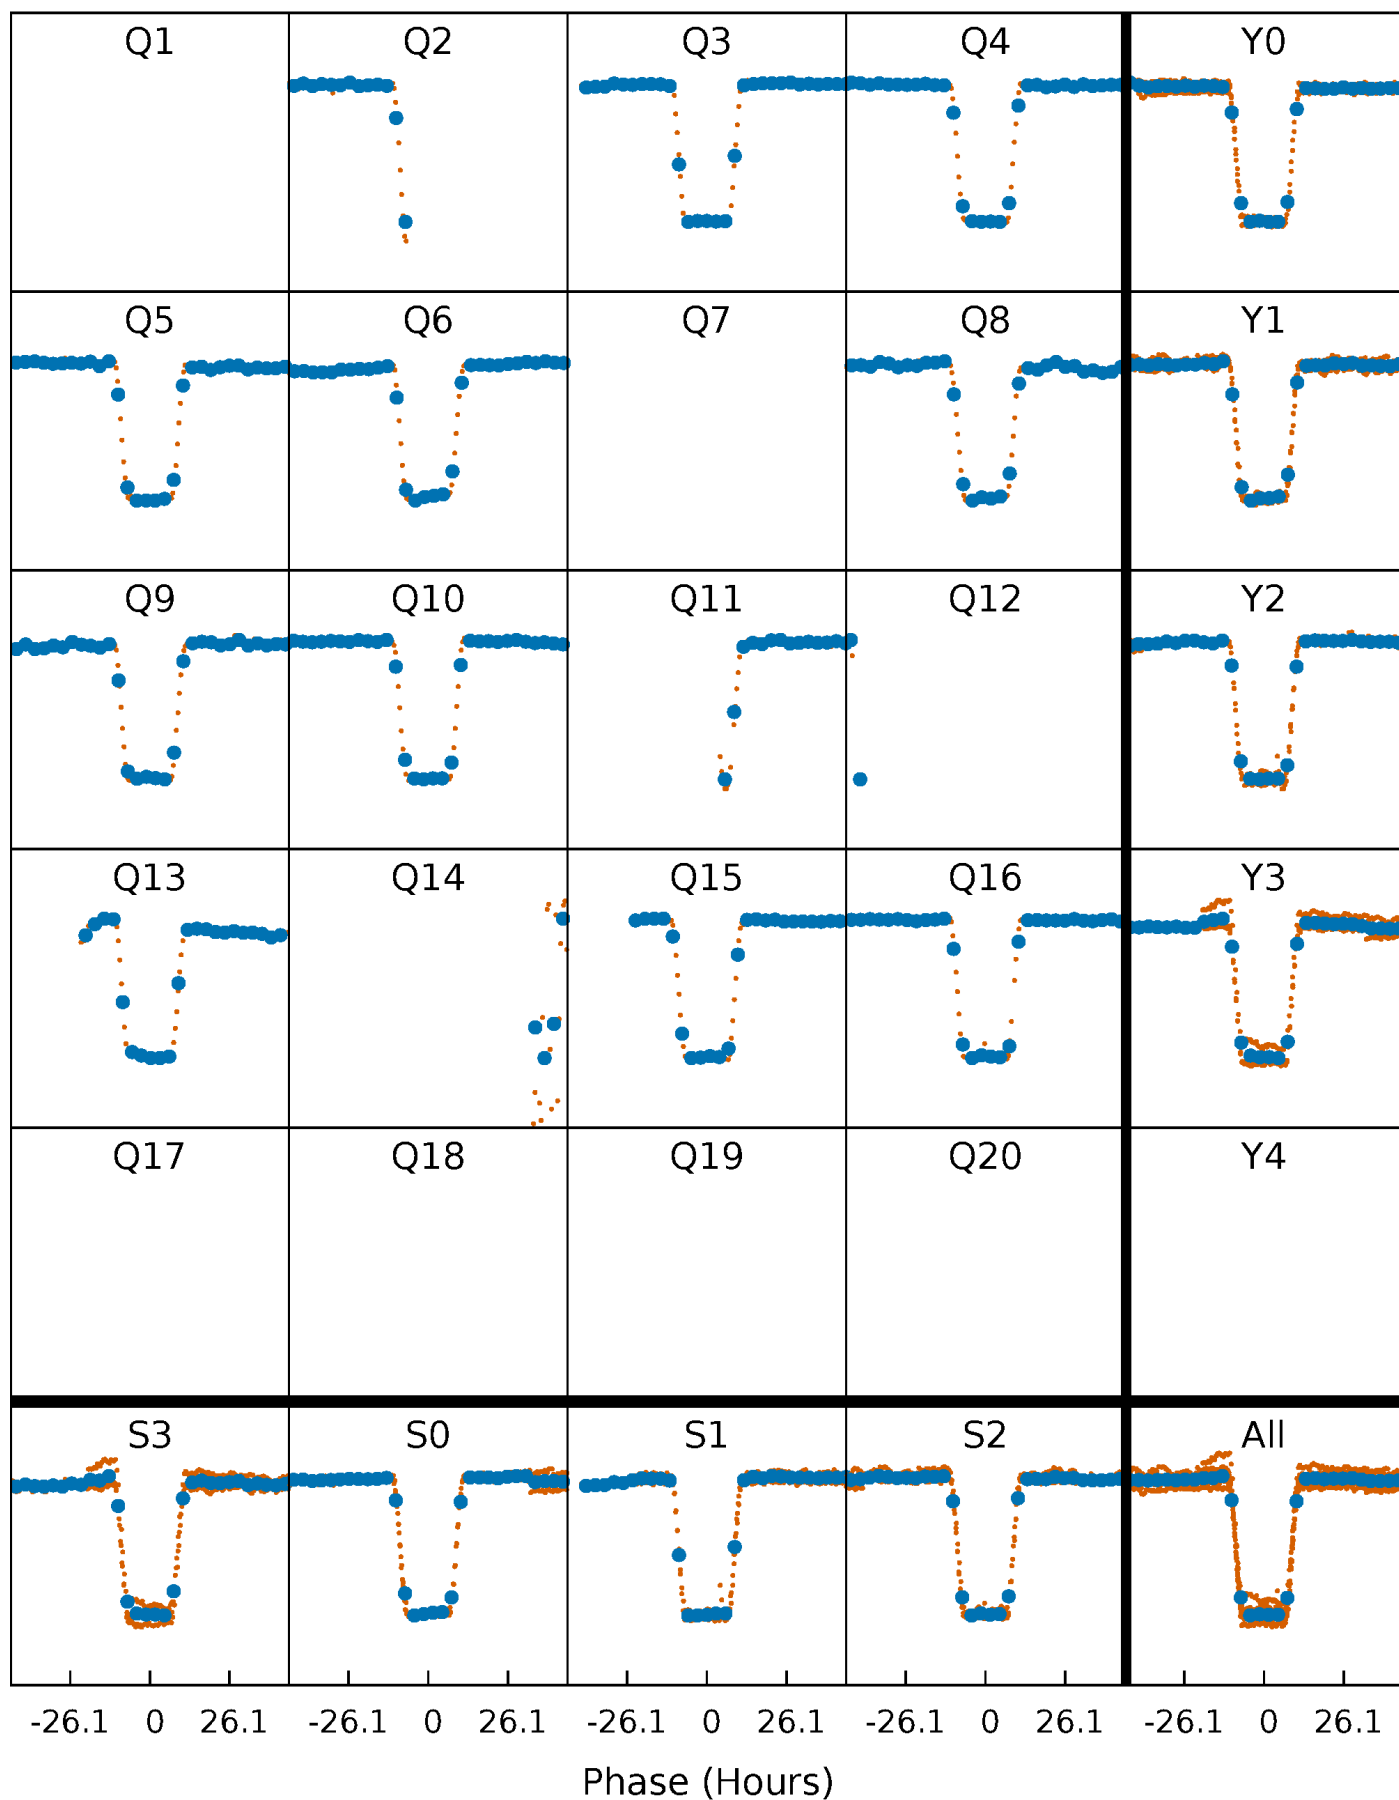 Q1 Q2 Q3 Q4 Y0
Q5 Q6 Q7 Q8 Y1
Q9 Q10 Q11 Q12 Y2
Q13 Q14 Q15 Q16 Y3
Q17 Q18 Q19 Q20 Y4
S3 S0 S1 S2 All
-26.1 0 26.1 -26.1 0 26.1 -26.1 0 26.1 -26.1 0 26.1 -26.1 0 26.1
Phase (Hours)